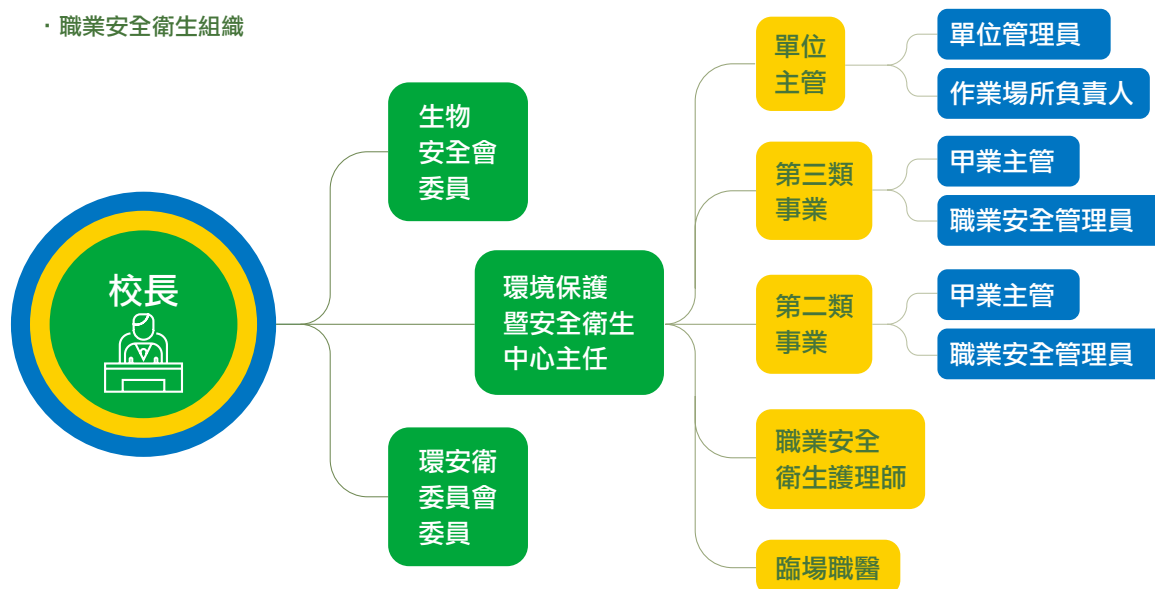 ·職業安全衛生組織
校長
生物
安全會
委員
環境保護
暨安全衛生
中心主任
環安衛
委員會
委員
單位
主管
單位管理員
作業場所負責人
第三類
事業
甲業主管
職業安全管理員
第二類
事業
甲業主管
職業安全管理員
職業安全
衛生護理師
臨場職醫